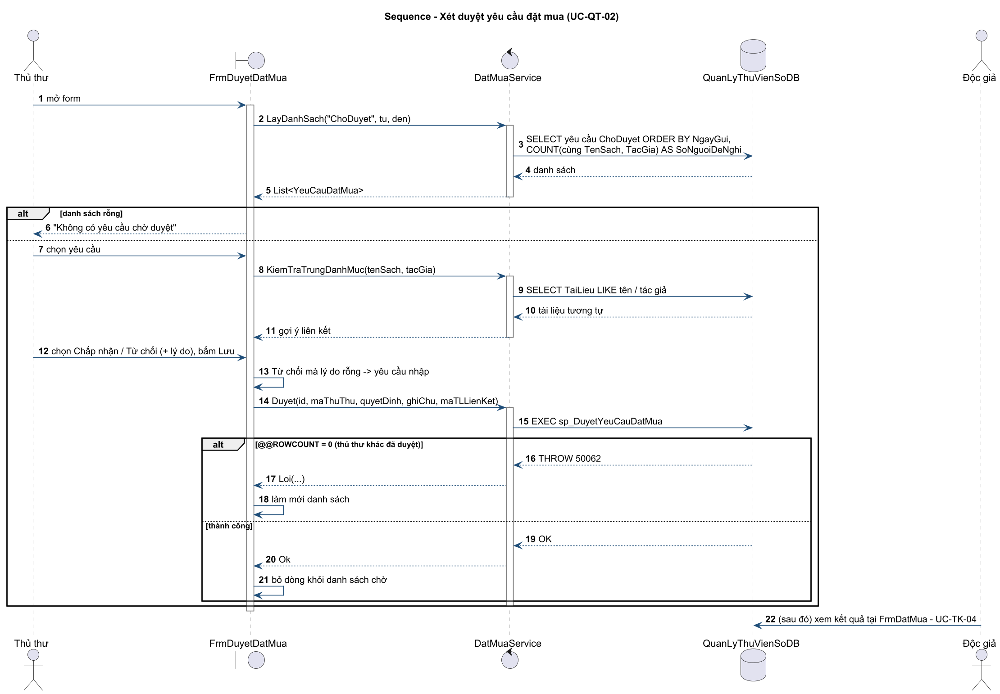 Sequence - Xét duyệt yêu cầu đặt mua (UC-QT-02)
Thủ thư
FrmDuyetDatMua
DatMuaService
QuanLyThuVienSoDB
Độc giả
1 mở form
2 LayDanhSach("ChoDuyet", tu, den)
3 SELECT yêu cầu ChoDuyet ORDER BY NgayGui,
COUNT(cùng TenSach, TacGia) AS SoNguoiDeNghi
4 danh sách
5 List<YeuCauDatMua>
alt [danh sách rỗng]
6 "Không có yêu cầu chờ duyệt"
7 chọn yêu cầu
8 KiemTraTrungDanhMuc(tenSach, tacGia)
9 SELECT TaiLieu LIKE tên / tác giả
10 tài liệu tương tự
11 gợi ý liên kết
12 chọn Chấp nhận / Từ chối (+ lý do), bấm Lưu
13 Từ chối mà lý do rỗng -> yêu cầu nhập
14 Duyet(id, maThuThu, quyetDinh, ghiChu, maTLLienKet)
15 EXEC sp_DuyetYeuCauDatMua
alt [@@ROWCOUNT = 0 (thủ thư khác đã duyệt)]
16 THROW 50062
17 Loi(...)
18 làm mới danh sách
[thành công]
19 OK
20 Ok
21 bỏ dòng khỏi danh sách chờ
22 (sau đó) xem kết quả tại FrmDatMua - UC-TK-04
Thủ thư
FrmDuyetDatMua
DatMuaService
QuanLyThuVienSoDB
Độc giả